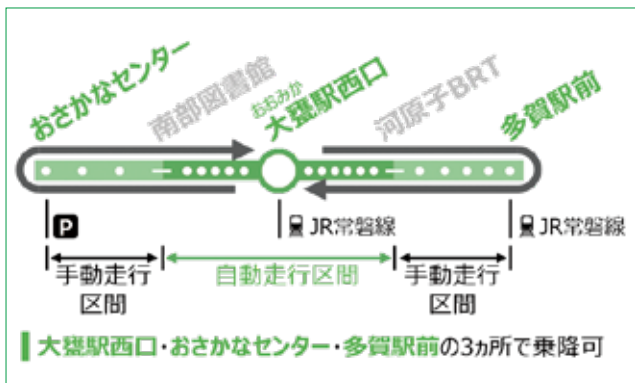 おさかなセンター
南部図書館
おおみか
大甕駅西口
河原子BRT
多賀駅前
P
JR常磐線
JR常磐線
手動走行
区間
自動走行区間
手動走行
区間
大甕駅西口・おさかなセンター・多賀駅前の3ヵ所で乗降可